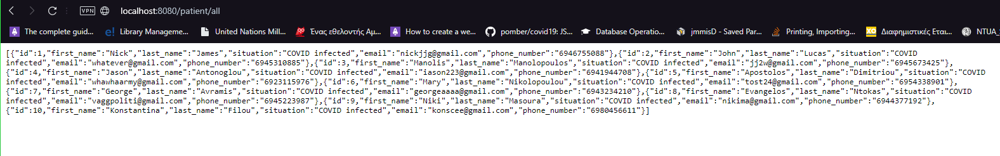 VPN localhost:8080/patient/all
The complete guid... e! Library Manageme... United Nations Mill... Ένας εθελοντής Αμ... How to create a we... pomber/covid19: JS... Database Operatio... jmmisD - Saved Par... Printing, Importing... XO Διαφημιστικές Εται... NTUA_S
[{"id":1,"first_name":"Nick","last_name":"James","situation":"COVID infected","email":"nickjjg@gmail.com","phone_number":"6946755088"},{"id":2,"first_name":"John","last_name":"Lucas","situation":"COVID
infected","email":"whatever@gmail.com","phone_number":"6945310885"},{"id":3,"first_name":"Manolis","last_name":"Manolopoulos","situation":"COVID infected","email":"jj2w@gmail.com","phone_number":"6945673425"},
{"id":4,"first_name":"Jason","last_name":"Antonoglou","situation":"COVID infected","email":"iason223@gmail.com","phone_number":"6941944708"},{"id":5,"first_name":"Apostolos","last_name":"Dimitriou","situation":"COVID
infected","email":"whawhaarmy@gmail.com","phone_number":"6923115976"},{"id":6,"first_name":"Mary","last_name":"Nikolopoulou","situation":"COVID infected","email":"tost24@gmail.com","phone_number":"6954338901"},
{"id":7,"first_name":"George","last_name":"Avramis","situation":"COVID infected","email":"georgeaaaa@gmail.com","phone_number":"6943234210"},{"id":8,"first_name":"Evangelos","last_name":"Ntokas","situation":"COVID
infected","email":"vaggpoliti@gmail.com","phone_number":"6945223987"},{"id":9,"first_name":"Niki","last_name":"Masoura","situation":"COVID infected","email":"nikima@gmail.com","phone_number":"6944377192"},
{"id":10,"first_name":"Konstantina","last_name":"Filou","situation":"COVID infected","email":"konscee@gmail.com","phone_number":"6980456611"}]